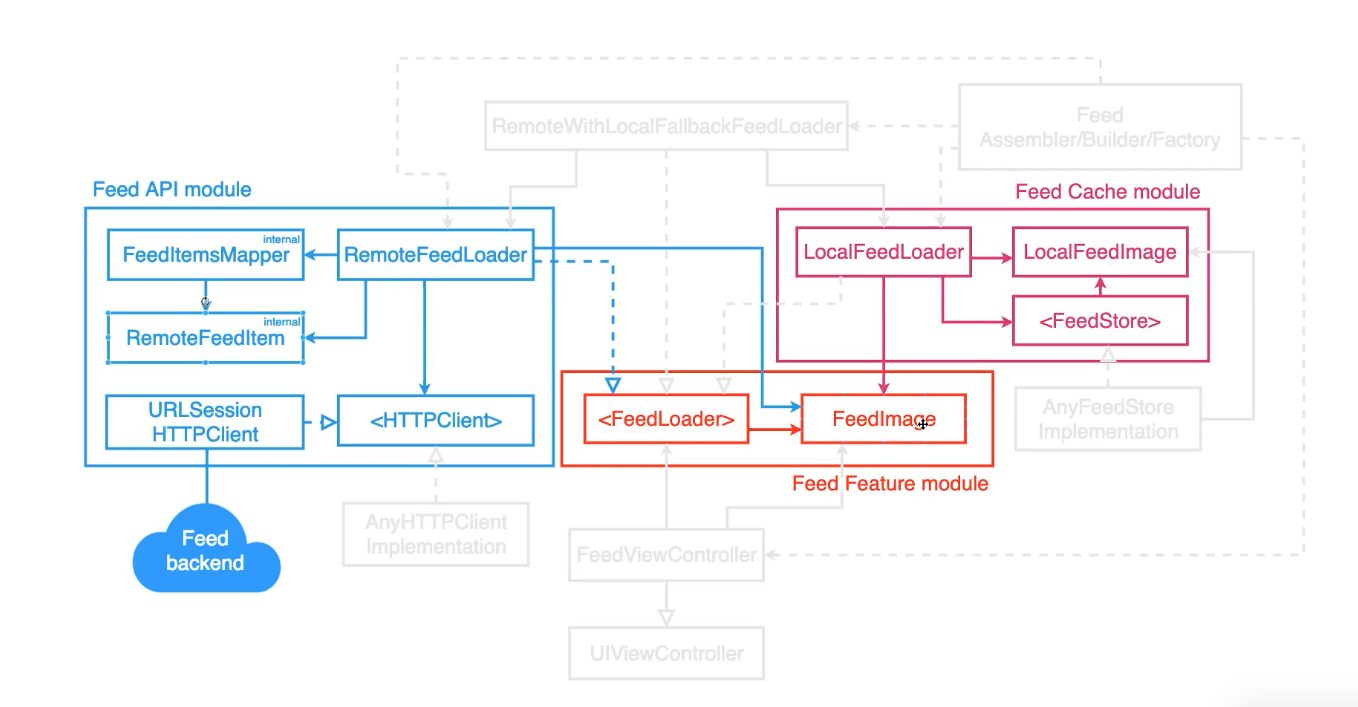 Feed
Assembler/Builder/Factory
RemoteWithLocalFallbackFeedLoader
Feed API module
Feed Cache module
internal
FeedItemsMapper
RemoteFeedLoader
LocalFeedLoader
LocalFeedImage
internal
RemoteFeedItem
<FeedStore>
URLSession
HTTPClient
<HTTPClient>
<FeedLoader>
FeedImage
AnyFeedStore
Implementation
Feed Feature module
Feed
backend
AnyHTTPClient
Implementation
FeedViewController
UIViewController